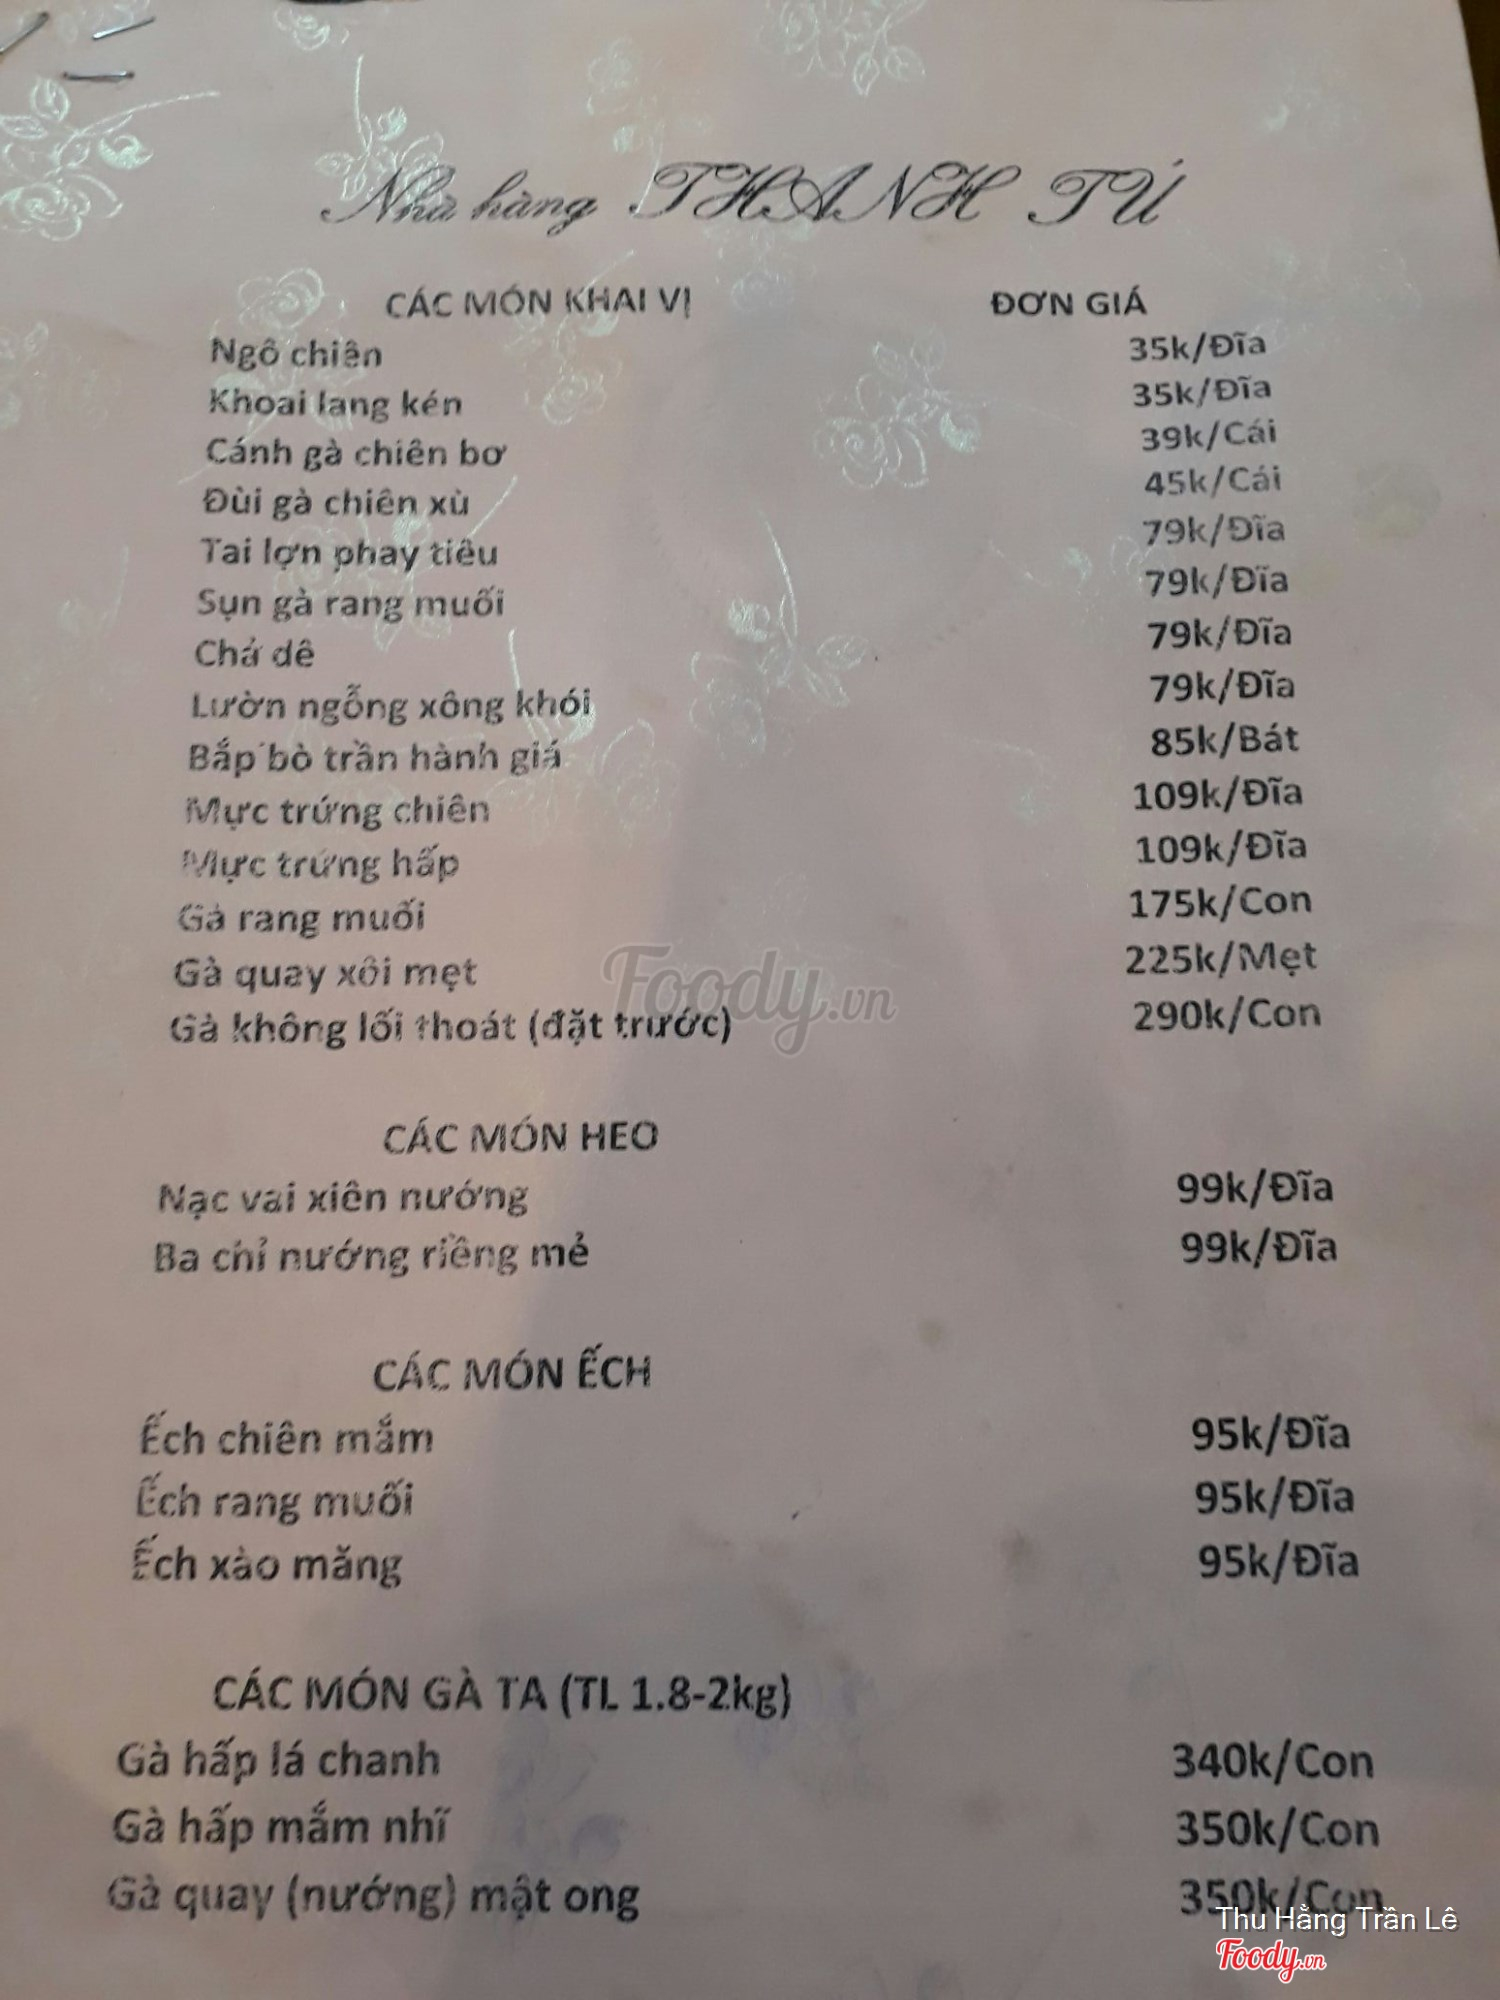 Nhà hàng THANH TÚ
CÁC MÓN KHAI VỊ ĐƠN GIÁ
Ngô chiên 35k/Đĩa
Khoai lang kén 35k/Đĩa
Cánh gà chiên bơ 39k/Cái
Đùi gà chiên xù 45k/Cái
Tai lợn phay tiêu 79k/Đĩa
Sụn gà rang muối 79k/Đĩa
Chả dê 79k/Đĩa
Lườn ngỗng xông khói 79k/Đĩa
Bắp bò trần hành giá 85k/Bát
Mực trứng chiên 109k/Đĩa
Mực trứng hấp 109k/Đĩa
Gà rang muối 175k/Con
Gà quay xôi mẹt 225k/Mẹt
Gà không lối thoát (đặt trước) 290k/Con
Foody.vn
CÁC MÓN HEO
Nạc vai xiên nướng 99k/Đĩa
Ba chỉ nướng riềng mẻ 99k/Đĩa
CÁC MÓN ẾCH
Ếch chiên mắm 95k/Đĩa
Ếch rang muối 95k/Đĩa
Ếch xào măng 95k/Đĩa
CÁC MÓN GÀ TA (TL 1.8-2kg)
Gà hấp lá chanh 340k/Con
Gà hấp mắm nhĩ 350k/Con
Gà quay (nướng) mật ong 350k/Con
Thu Hằng Trần Lê
Foody.vn